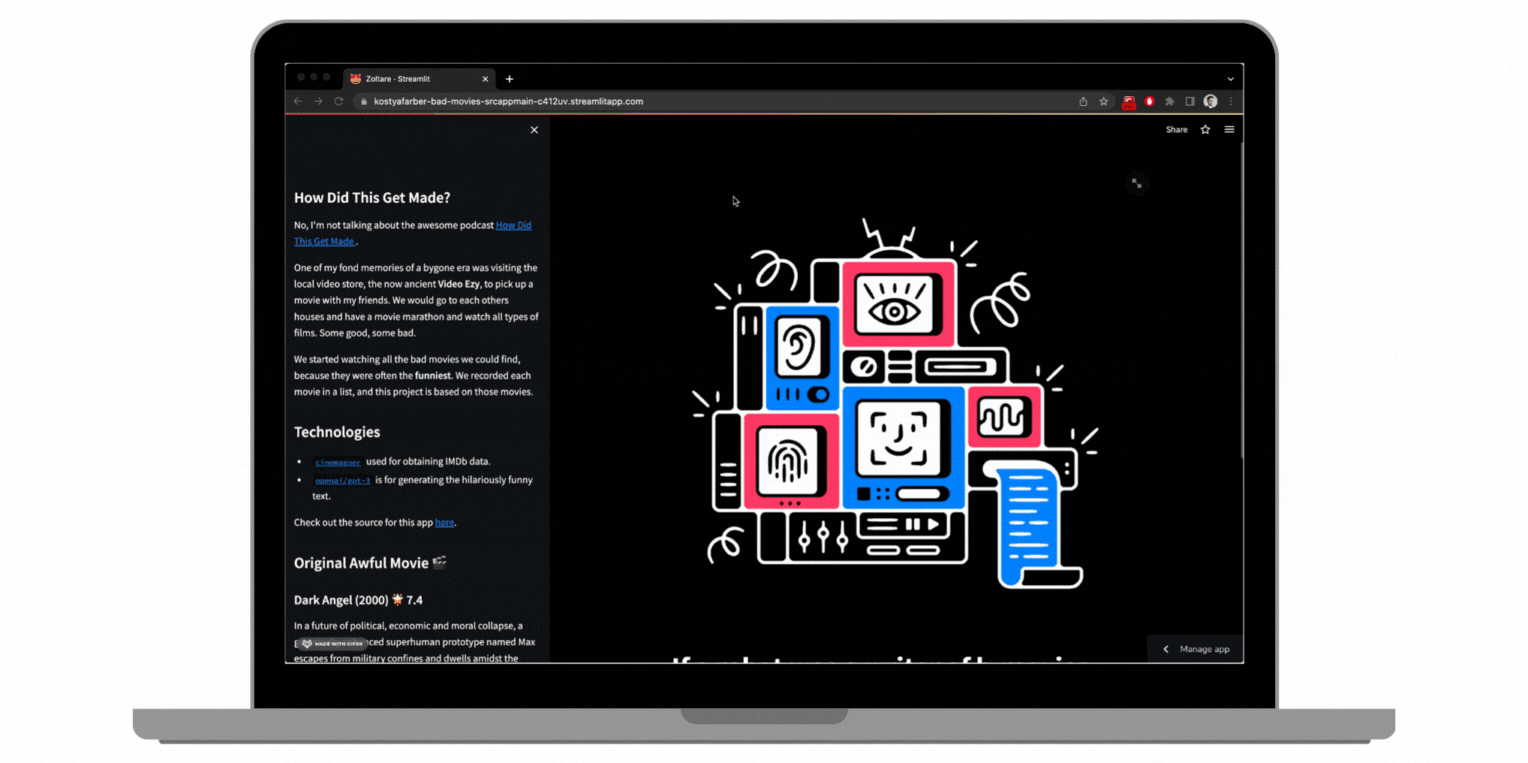 Zoltare · Streamlit
kostyafarber-bad-movies-srcappmain-c412uv.streamlitapp.com
Share
How Did This Get Made?
No, I'm not talking about the awesome podcast How Did
This Get Made .
One of my fond memories of a bygone era was visiting the
local video store, the now ancient Video Ezy, to pick up a
movie with my friends. We would go to each others
houses and have a movie marathon and watch all types of
films. Some good, some bad.
We started watching all the bad movies we could find,
because they were often the funniest. We recorded each
movie in a list, and this project is based on those movies.
Technologies
• cinemagoer used for obtaining IMDb data.
• openai/gpt-3 is for generating the hilariously funny
text.
Check out the source for this app here.
Original Awful Movie 🎬
Dark Angel (2000) 🌟 7.4
In a future of political, economic and moral collapse, a
MADE WITH GIFOX
superhuman prototype named Max
escapes from military confines and dwells amidst the
Manage app